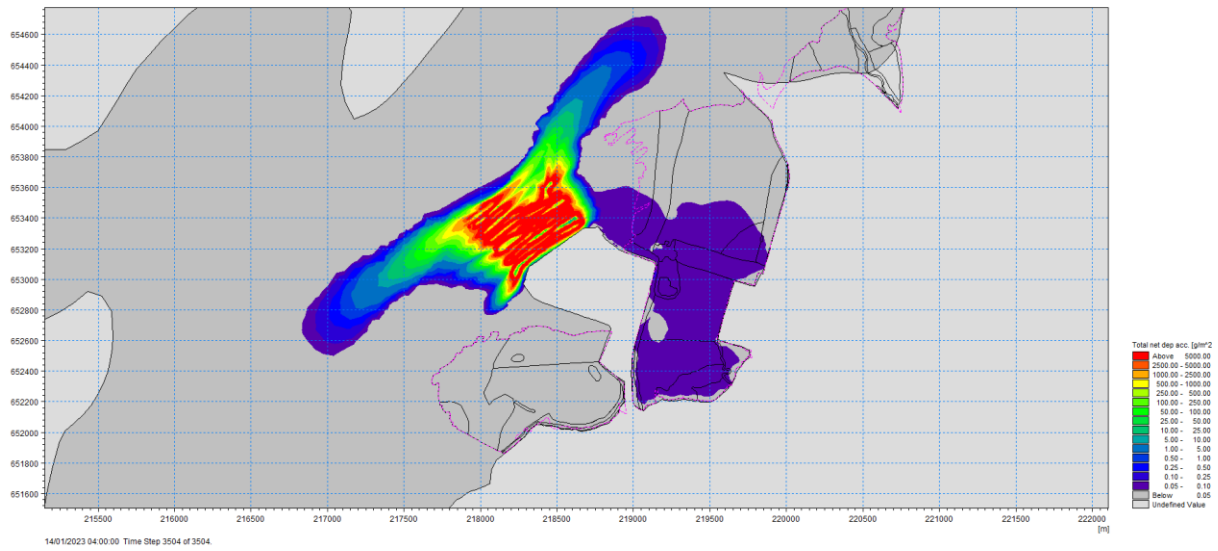 654600
654400
654200
654000
653800
653600
653400
653200
653000
652800
652600
652400
652200
652000
651800
651600
215500 216000 216500 217000 217500 218000 218500 219000 219500 220000 220500 221000 221500 222000
[m]
Total net dep acc. [g/m^2
Above 5000.00
2500.00 - 5000.00
1000.00 - 2500.00
500.00 - 1000.00
250.00 - 500.00
100.00 - 250.00
50.00 - 100.00
25.00 - 50.00
10.00 - 25.00
5.00 - 10.00
1.00 - 5.00
0.50 - 1.00
0.25 - 0.50
0.10 - 0.25
0.05 - 0.10
Below 0.05
Undefined Value
14/01/2023 04:00:00 Time Step 3504 of 3504.